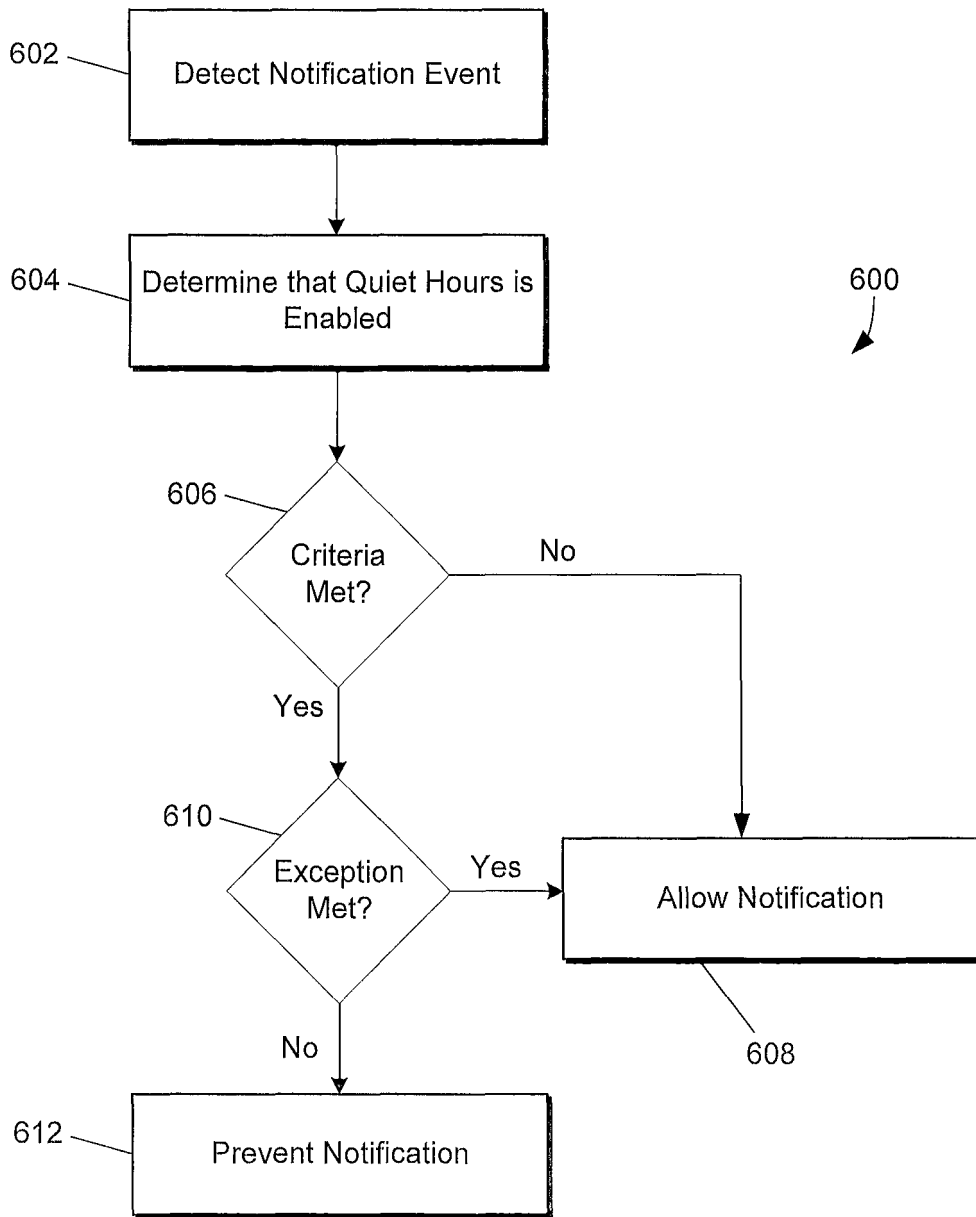 602
Detect Notification Event
604
Determine that Quiet Hours is
Enabled
600
606
Criteria
Met?
No
Yes
610
Exception
Met?
Yes
Allow Notification
608
No
612
Prevent Notification